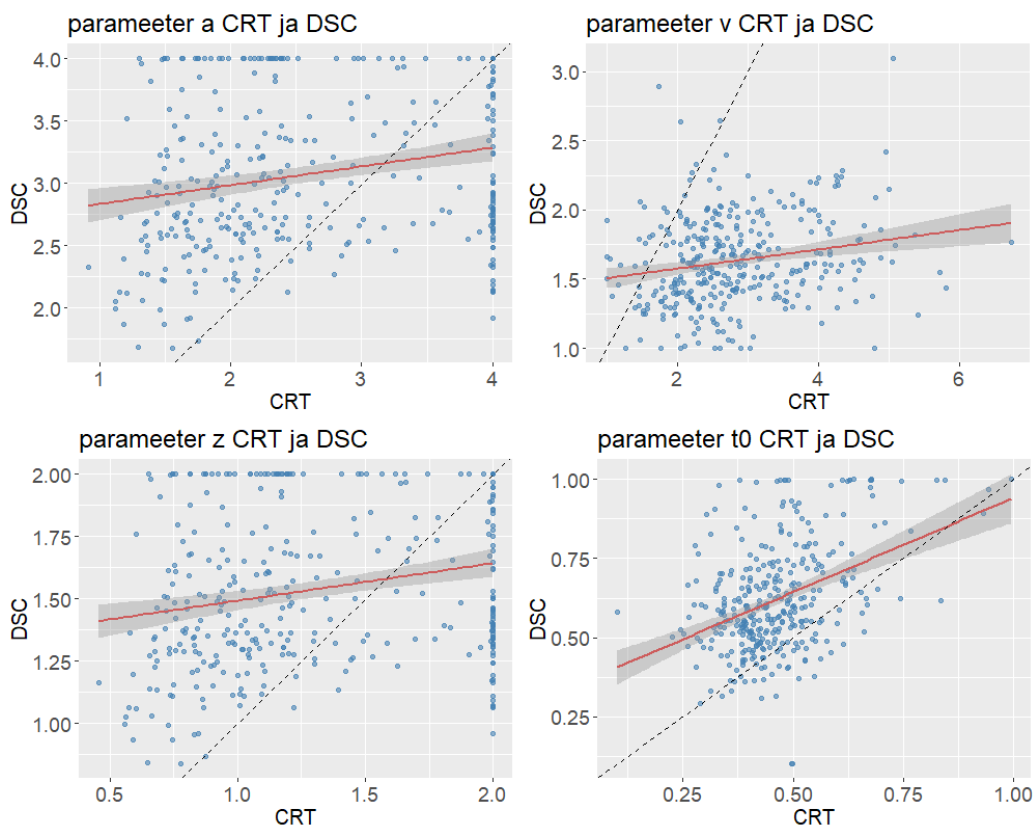 parameeter a CRT ja DSC
4.0
3.5
3.0
2.5
2.0
DSC
1 2 3 4
CRT
parameeter v CRT ja DSC
3.0
2.5
2.0
1.5
1.0
DSC
2 4 6
CRT
parameeter z CRT ja DSC
2.00
1.75
1.50
1.25
1.00
DSC
0.5 1.0 1.5 2.0
CRT
parameeter t0 CRT ja DSC
1.00
0.75
0.50
0.25
DSC
0.25 0.50 0.75 1.00
CRT